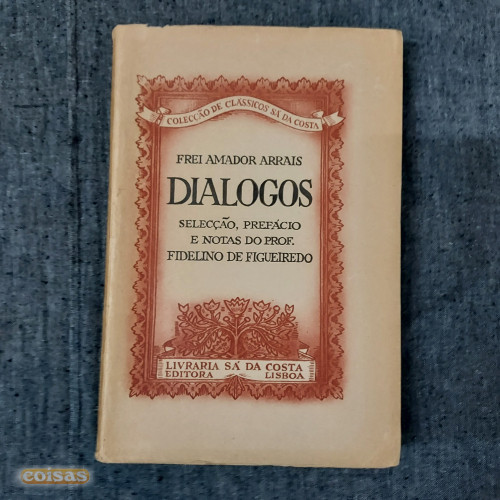 COLECÇÃO DE CLÁSSICOS SÁ DA COSTA
FREI AMADOR ARRAIS
DIALOGOS
SELECÇÃO, PREFÁCIO
E NOTAS DO PROF.
FIDELINO DE FIGUEIREDO
LIVRARIA SÁ DA COSTA
EDITORA LISBOA
coisas